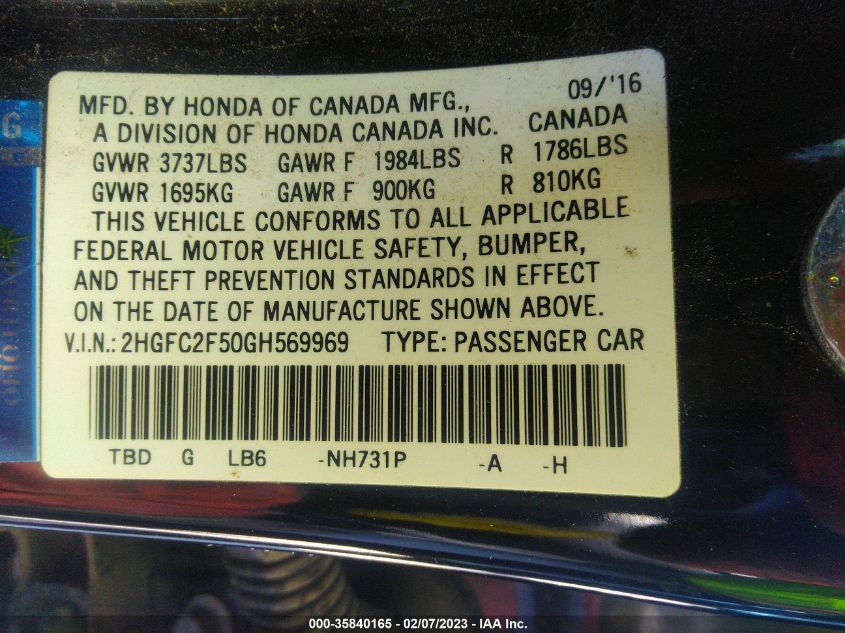 09/'16
MFD. BY HONDA OF CANADA MFG.,
A DIVISION OF HONDA CANADA INC. CANADA
GVWR 3737LBS GAWR F 1984LBS R 1786LBS
GVWR 1695KG GAWR F 900KG R 810KG
THIS VEHICLE CONFORMS TO ALL APPLICABLE
FEDERAL MOTOR VEHICLE SAFETY, BUMPER,
AND THEFT PREVENTION STANDARDS IN EFFECT
ON THE DATE OF MANUFACTURE SHOWN ABOVE.
V.I.N.: 2HGFC2F50GH569969 TYPE: PASSENGER CAR
TBD G LB6 -NH731P -A -H
G
000-35840165 — 02/07/2023 — IAA Inc.